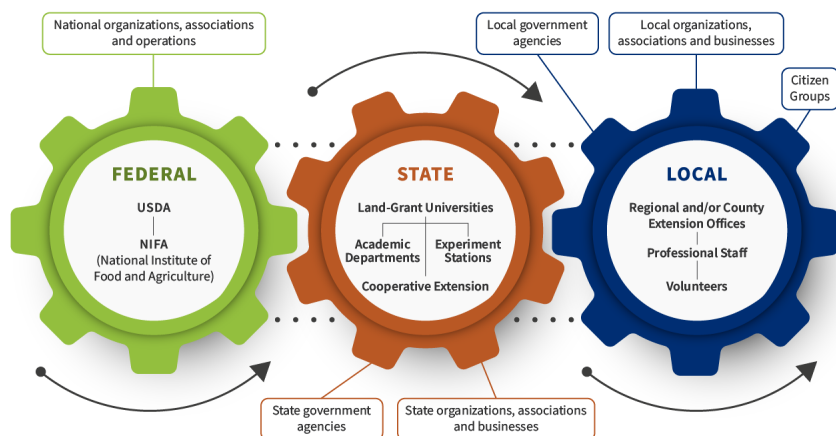 National organizations, associations
and operations
Local government
agencies
Local organizations,
associations and businesses
Citizen
Groups
FEDERAL
USDA
NIFA
(National Institute of
Food and Agriculture)
STATE
Land-Grant Universities
Academic
Departments
Experiment
Stations
Cooperative Extension
LOCAL
Regional and/or County
Extension Offices
Professional Staff
Volunteers
State government
agencies
State organizations, associations
and businesses